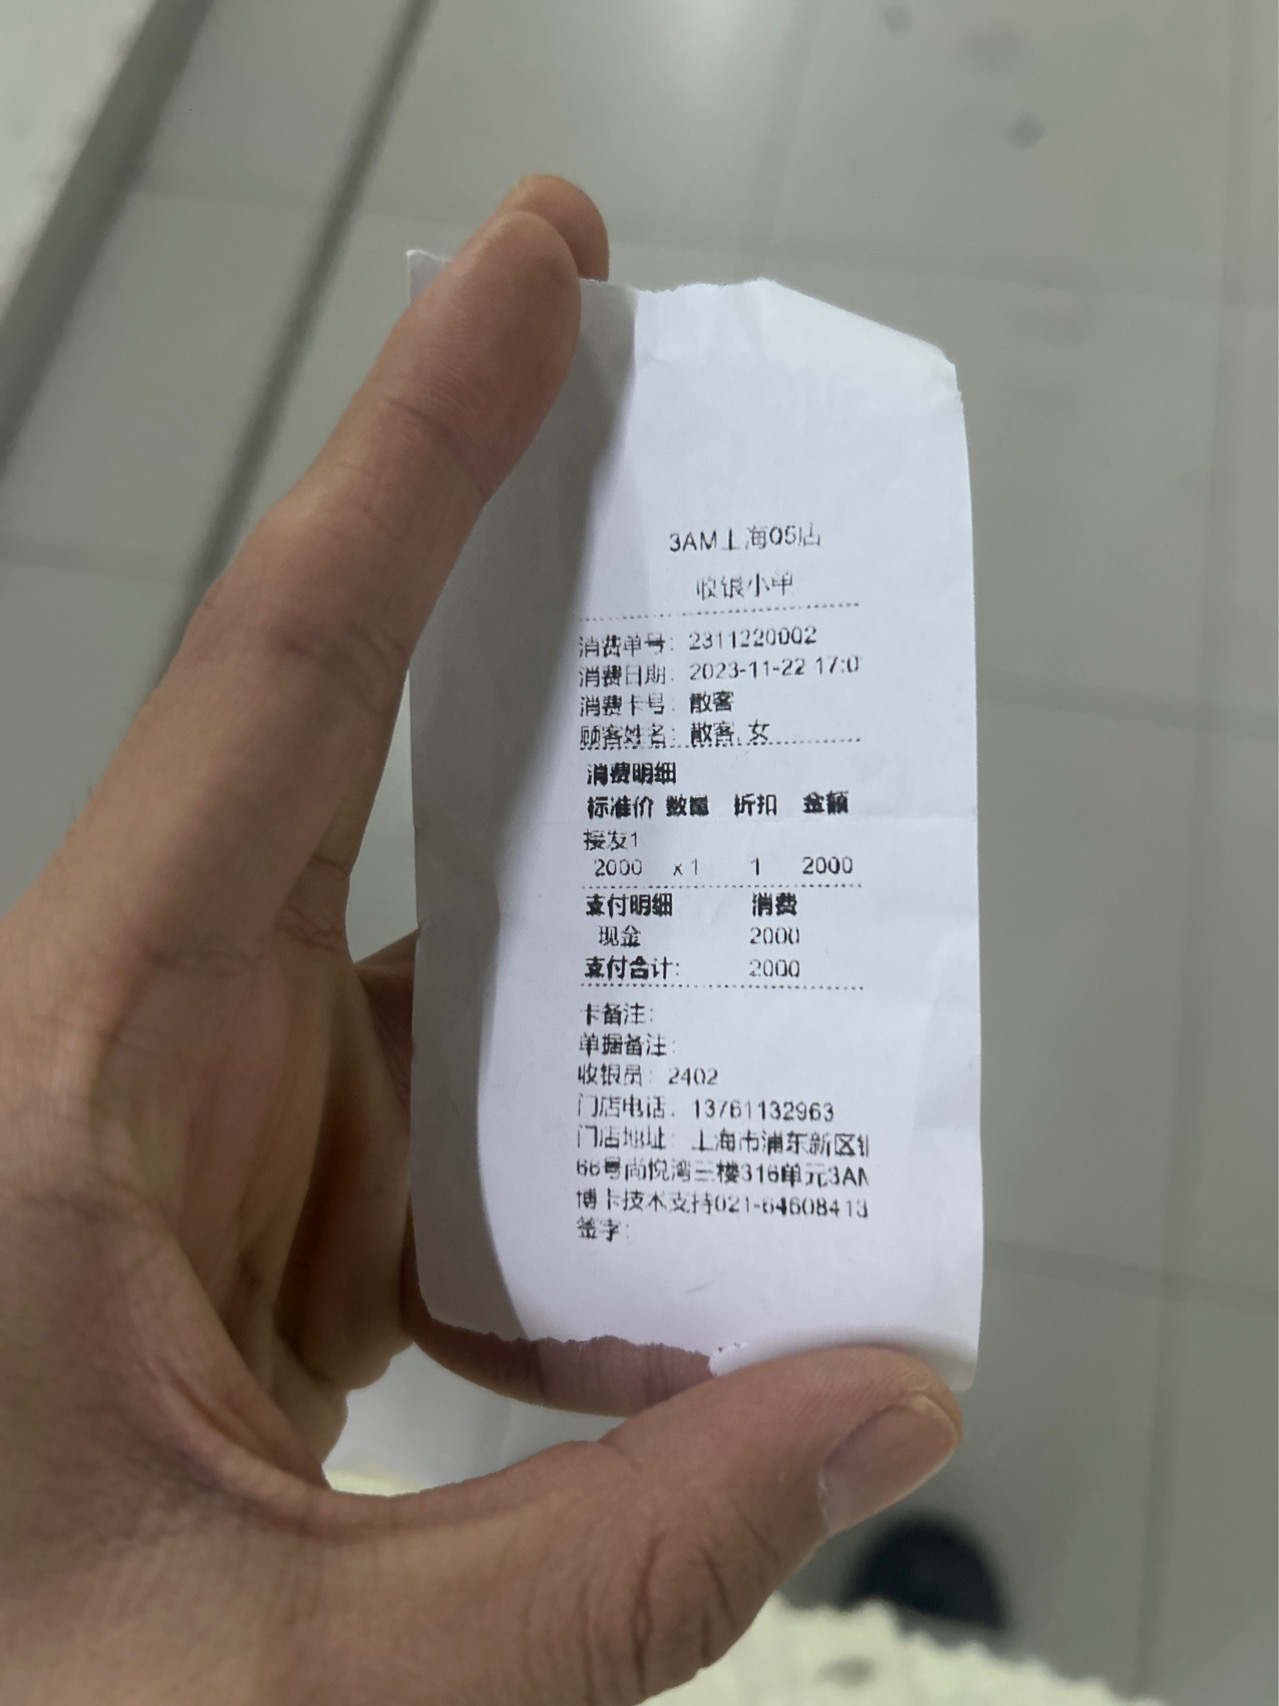 3AM上海05店
收银小单
消费单号: 2311220002
消费日期: 2023-11-22 17:0
消费卡号: 散客
顾客姓名: 散客,女
消费明细
标准价 数量 折扣 金额
接发1
2000 x1 1 2000
支付明细 消费
现金 2000
支付合计: 2000
卡备注:
单据备注:
收银员: 2402
门店电话: 13761132963
门店地址: 上海市浦东新区
66号尚悦湾三楼316单元3AM
博卡技术支持021-64608413
签字: